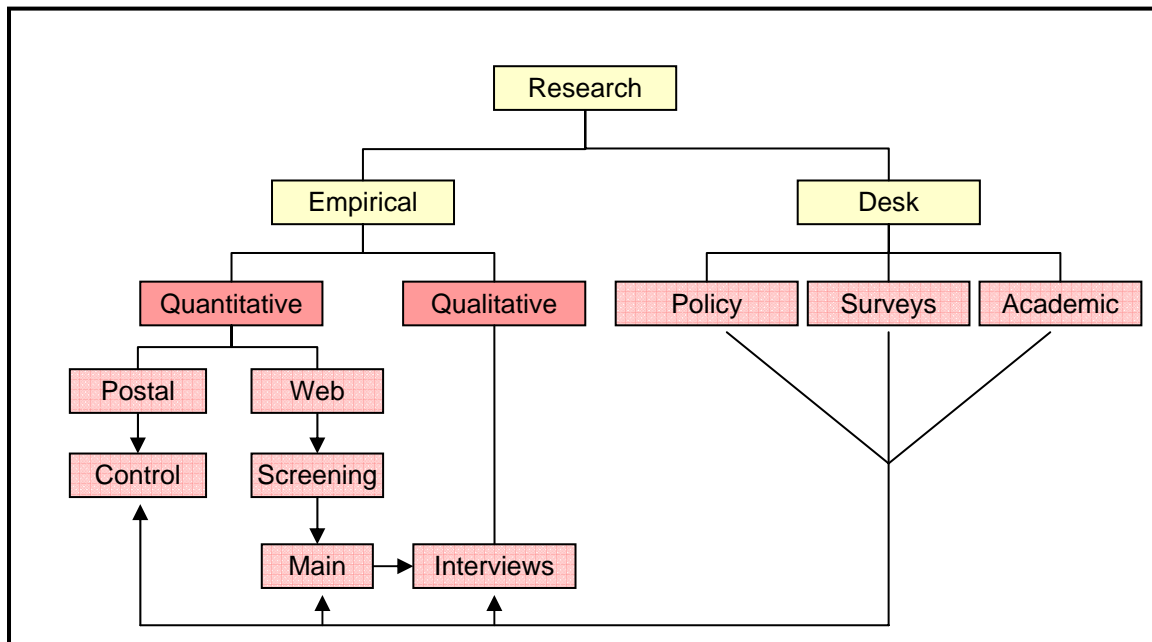 Research
Empirical
Desk
Quantitative
Qualitative
Policy
Surveys
Academic
Postal
Web
Control
Screening
Main
Interviews